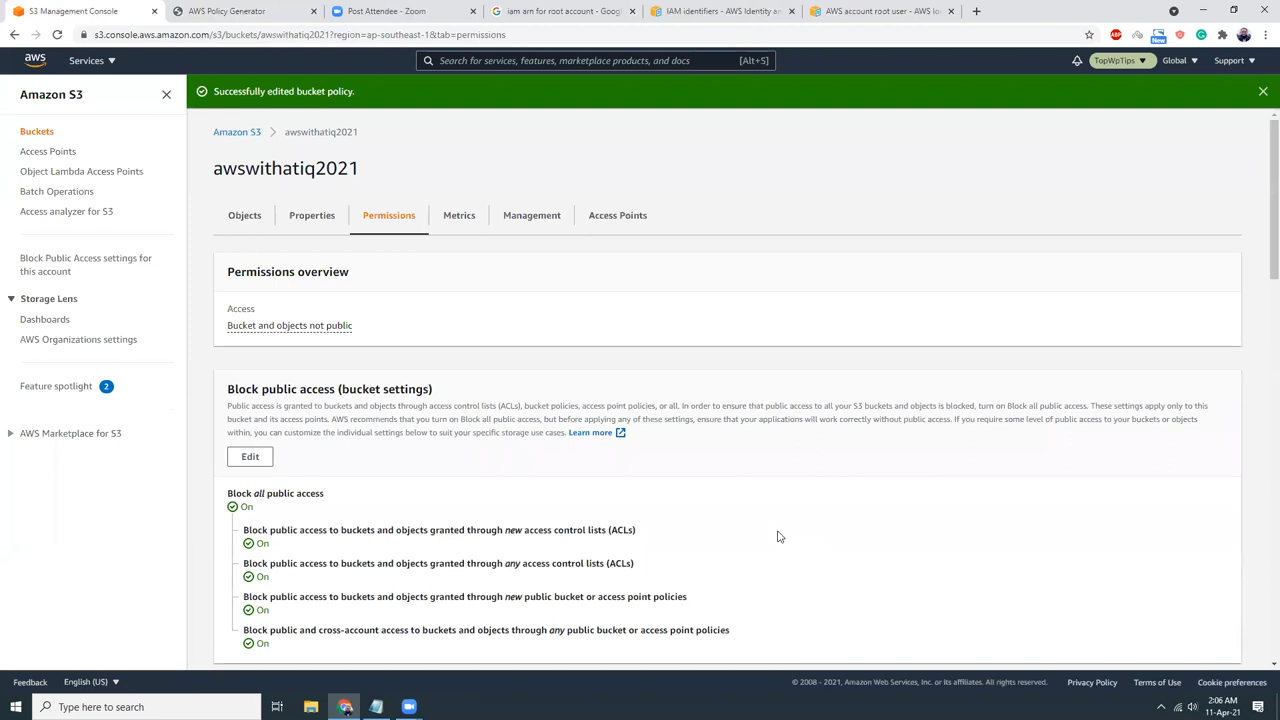 S3 Management Console
AWS Policy Generator
Post Attendee - Zoom
iam arn for root account - Googl
IAM identifiers - AWS Identity an
AWS account root user - AWS Ide
s3.console.aws.amazon.com/s3/buckets/awswithatiq2021?region=ap-southeast-1&tab=permissions
ABP
New
aws
Services
Search for services, features, marketplace products, and docs
[Alt+S]
TopWpTips
Global
Support
Amazon S3
Buckets
Access Points
Object Lambda Access Points
Batch Operations
Access analyzer for S3
Block Public Access settings for
this account
Storage Lens
Dashboards
AWS Organizations settings
Feature spotlight 2
AWS Marketplace for S3
Successfully edited bucket policy.
Amazon S3 > awswithatiq2021
awswithatiq2021
Objects
Properties
Permissions
Metrics
Management
Access Points
Permissions overview
Access
Bucket and objects not public
Block public access (bucket settings)
Public access is granted to buckets and objects through access control lists (ACLs), bucket policies, access point policies, or all. In order to ensure that public access to all your S3 buckets and objects is blocked, turn on Block all public access. These settings apply only to this
bucket and its access points. AWS recommends that you turn on Block all public access, but before applying any of these settings, ensure that your applications will work correctly without public access. If you require some level of public access to your buckets or objects
within, you can customize the individual settings below to suit your specific storage use cases. Learn more
Edit
Block all public access
On
Block public access to buckets and objects granted through new access control lists (ACLs)
On
Block public access to buckets and objects granted through any access control lists (ACLs)
On
Block public access to buckets and objects granted through new public bucket or access point policies
On
Block public and cross-account access to buckets and objects through any public bucket or access point policies
On
Feedback
English (US)
© 2008 - 2021, Amazon Web Services, Inc. or its affiliates. All rights reserved.
Privacy Policy
Terms of Use
Cookie preferences
Type here to search
2:06 AM
11-Apr-21